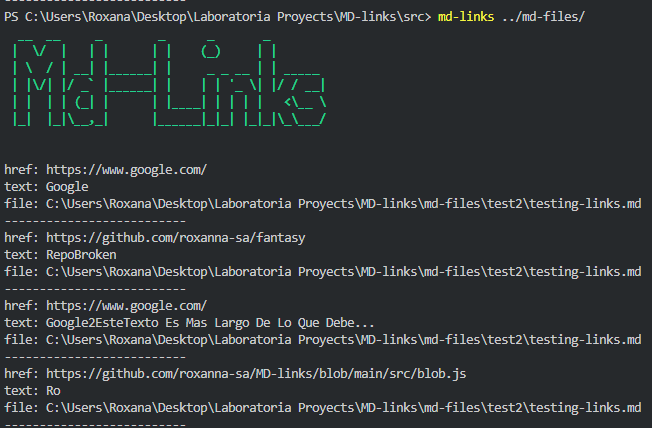 PS C:\Users\Roxana\Desktop\Laboratoria Proyects\MD-links\src> md-links ../md-files/
Md-Links
href: https://www.google.com/
text: Google
file: C:\Users\Roxana\Desktop\Laboratoria Proyects\MD-links\md-files\test2\testing-links.md
--------------------------
href: https://github.com/roxanna-sa/fantasy
text: RepoBroken
file: C:\Users\Roxana\Desktop\Laboratoria Proyects\MD-links\md-files\test2\testing-links.md
--------------------------
href: https://www.google.com/
text: Google2EsteTexto Es Mas Largo De Lo Que Debe...
file: C:\Users\Roxana\Desktop\Laboratoria Proyects\MD-links\md-files\test2\testing-links.md
--------------------------
href: https://github.com/roxanna-sa/MD-links/blob/main/src/blob.js
text: Ro
file: C:\Users\Roxana\Desktop\Laboratoria Proyects\MD-links\md-files\test2\testing-links.md
--------------------------